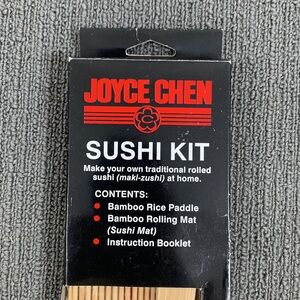 JOYCE CHEN
SUSHI KIT
Make your own traditional rolled
sushi (maki-zushi) at home.
CONTENTS:
Bamboo Rice Paddle
Bamboo Rolling Mat
(Sushi Mat)
Instruction Booklet